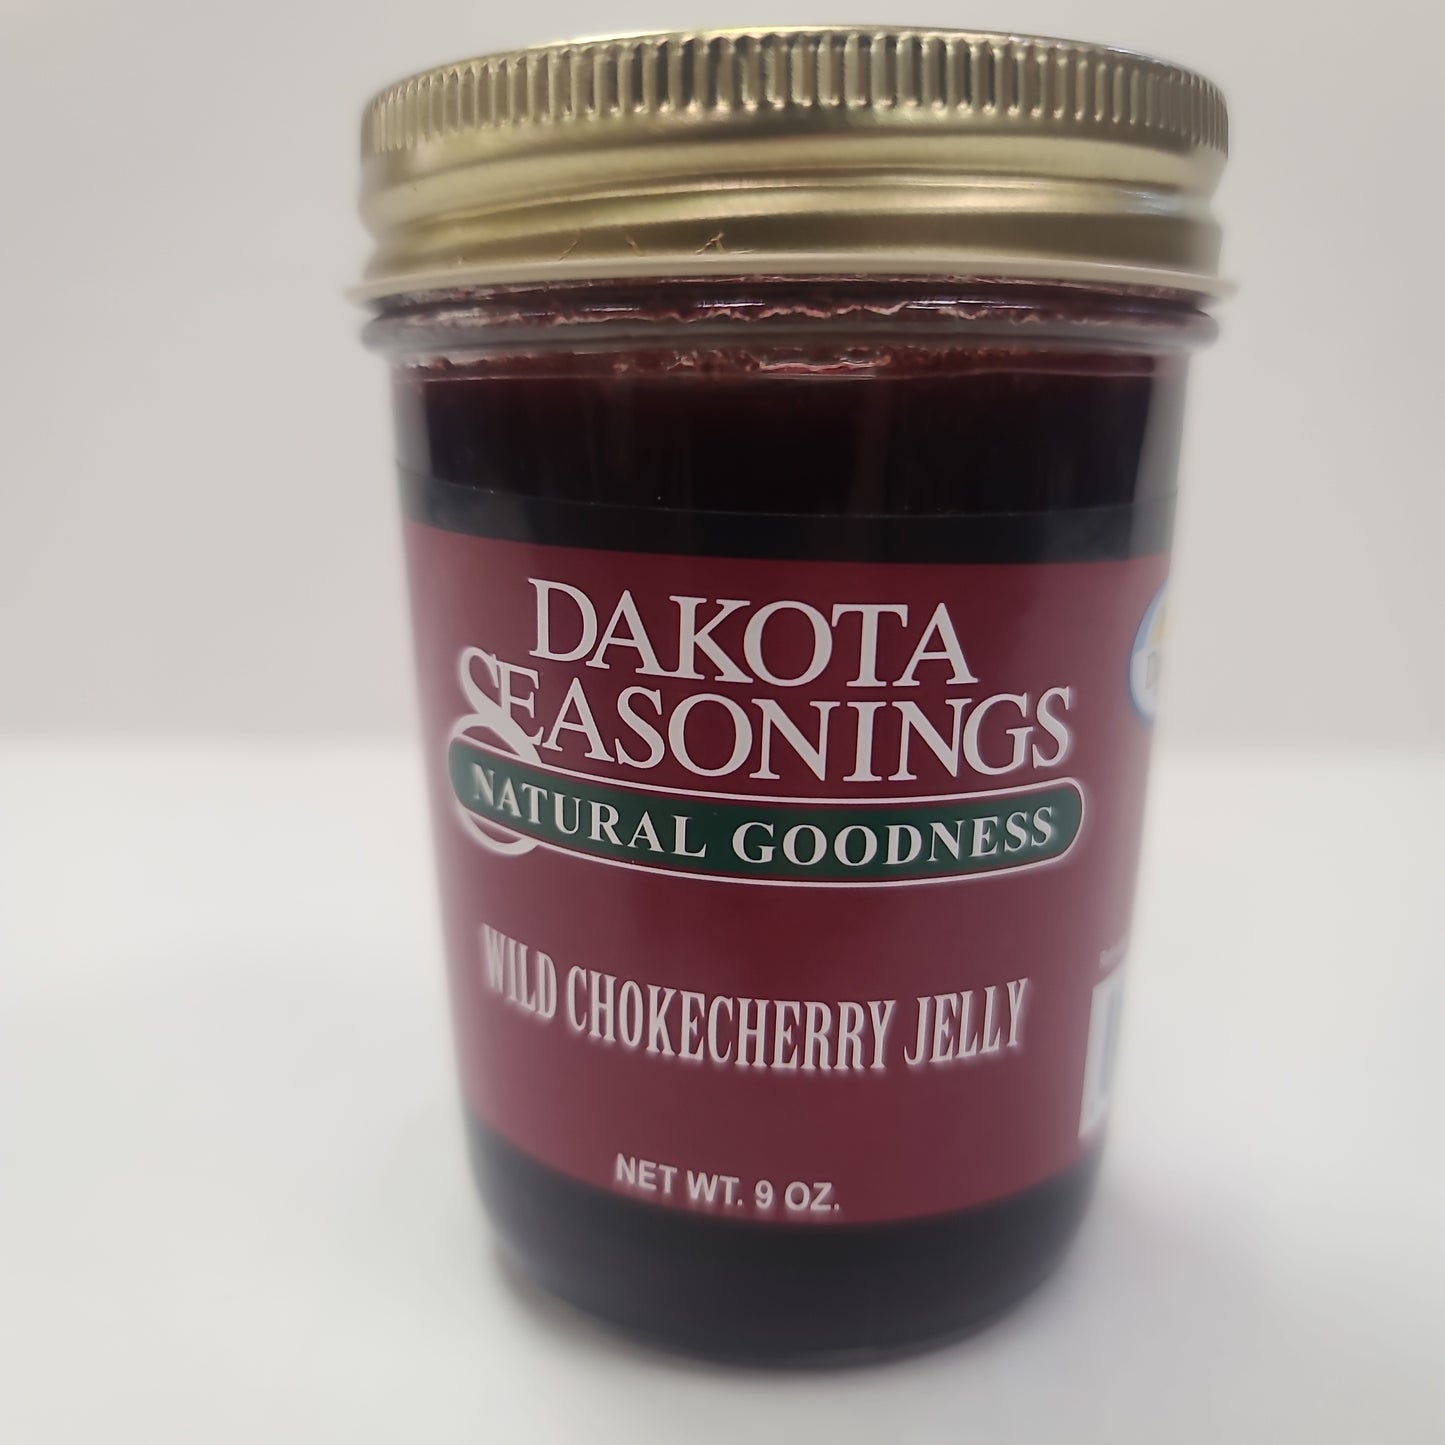 DAKOTA
SEASONINGS
NATURAL GOODNESS
WILD CHOKECHERRY JELLY
NET WT. 9 OZ.